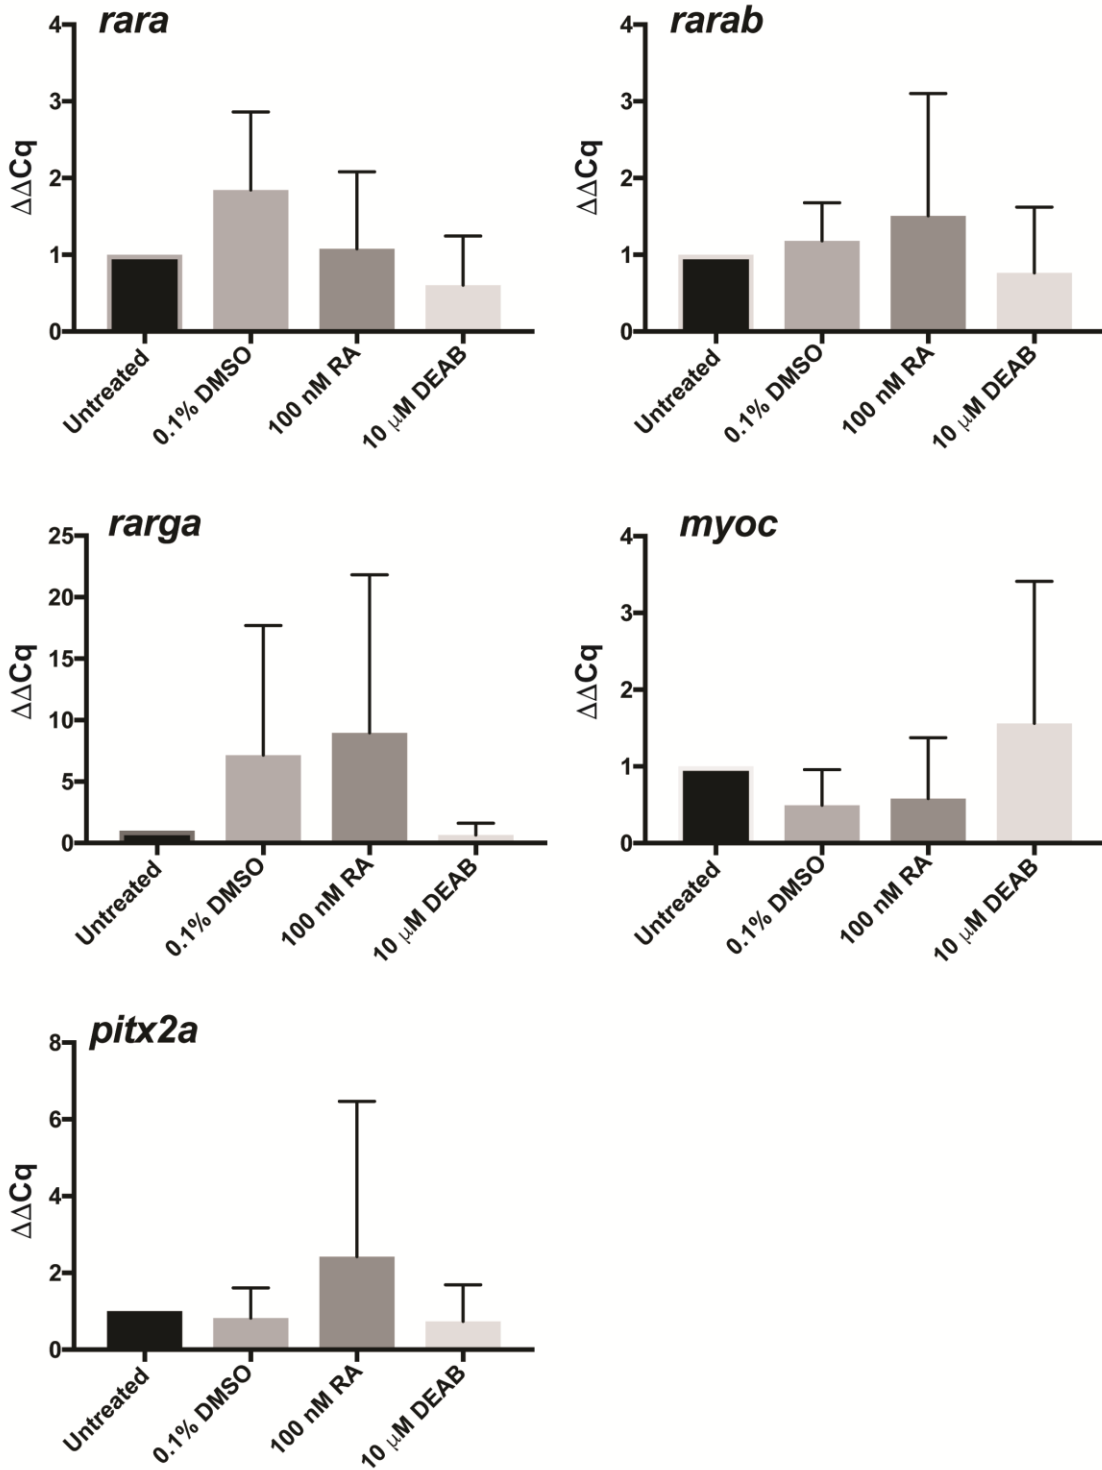 rara
4
3
2
1
0
ΔΔCq
Untreated
0.1% DMSO
100 nM RA
10 μM DEAB
rarab
4
3
2
1
0
ΔΔCq
Untreated
0.1% DMSO
100 nM RA
10 μM DEAB
rarga
25
20
15
10
5
0
ΔΔCq
Untreated
0.1% DMSO
100 nM RA
10 μM DEAB
myoc
4
3
2
1
0
ΔΔCq
Untreated
0.1% DMSO
100 nM RA
10 μM DEAB
pitx2a
8
6
4
2
0
ΔΔCq
Untreated
0.1% DMSO
100 nM RA
10 μM DEAB